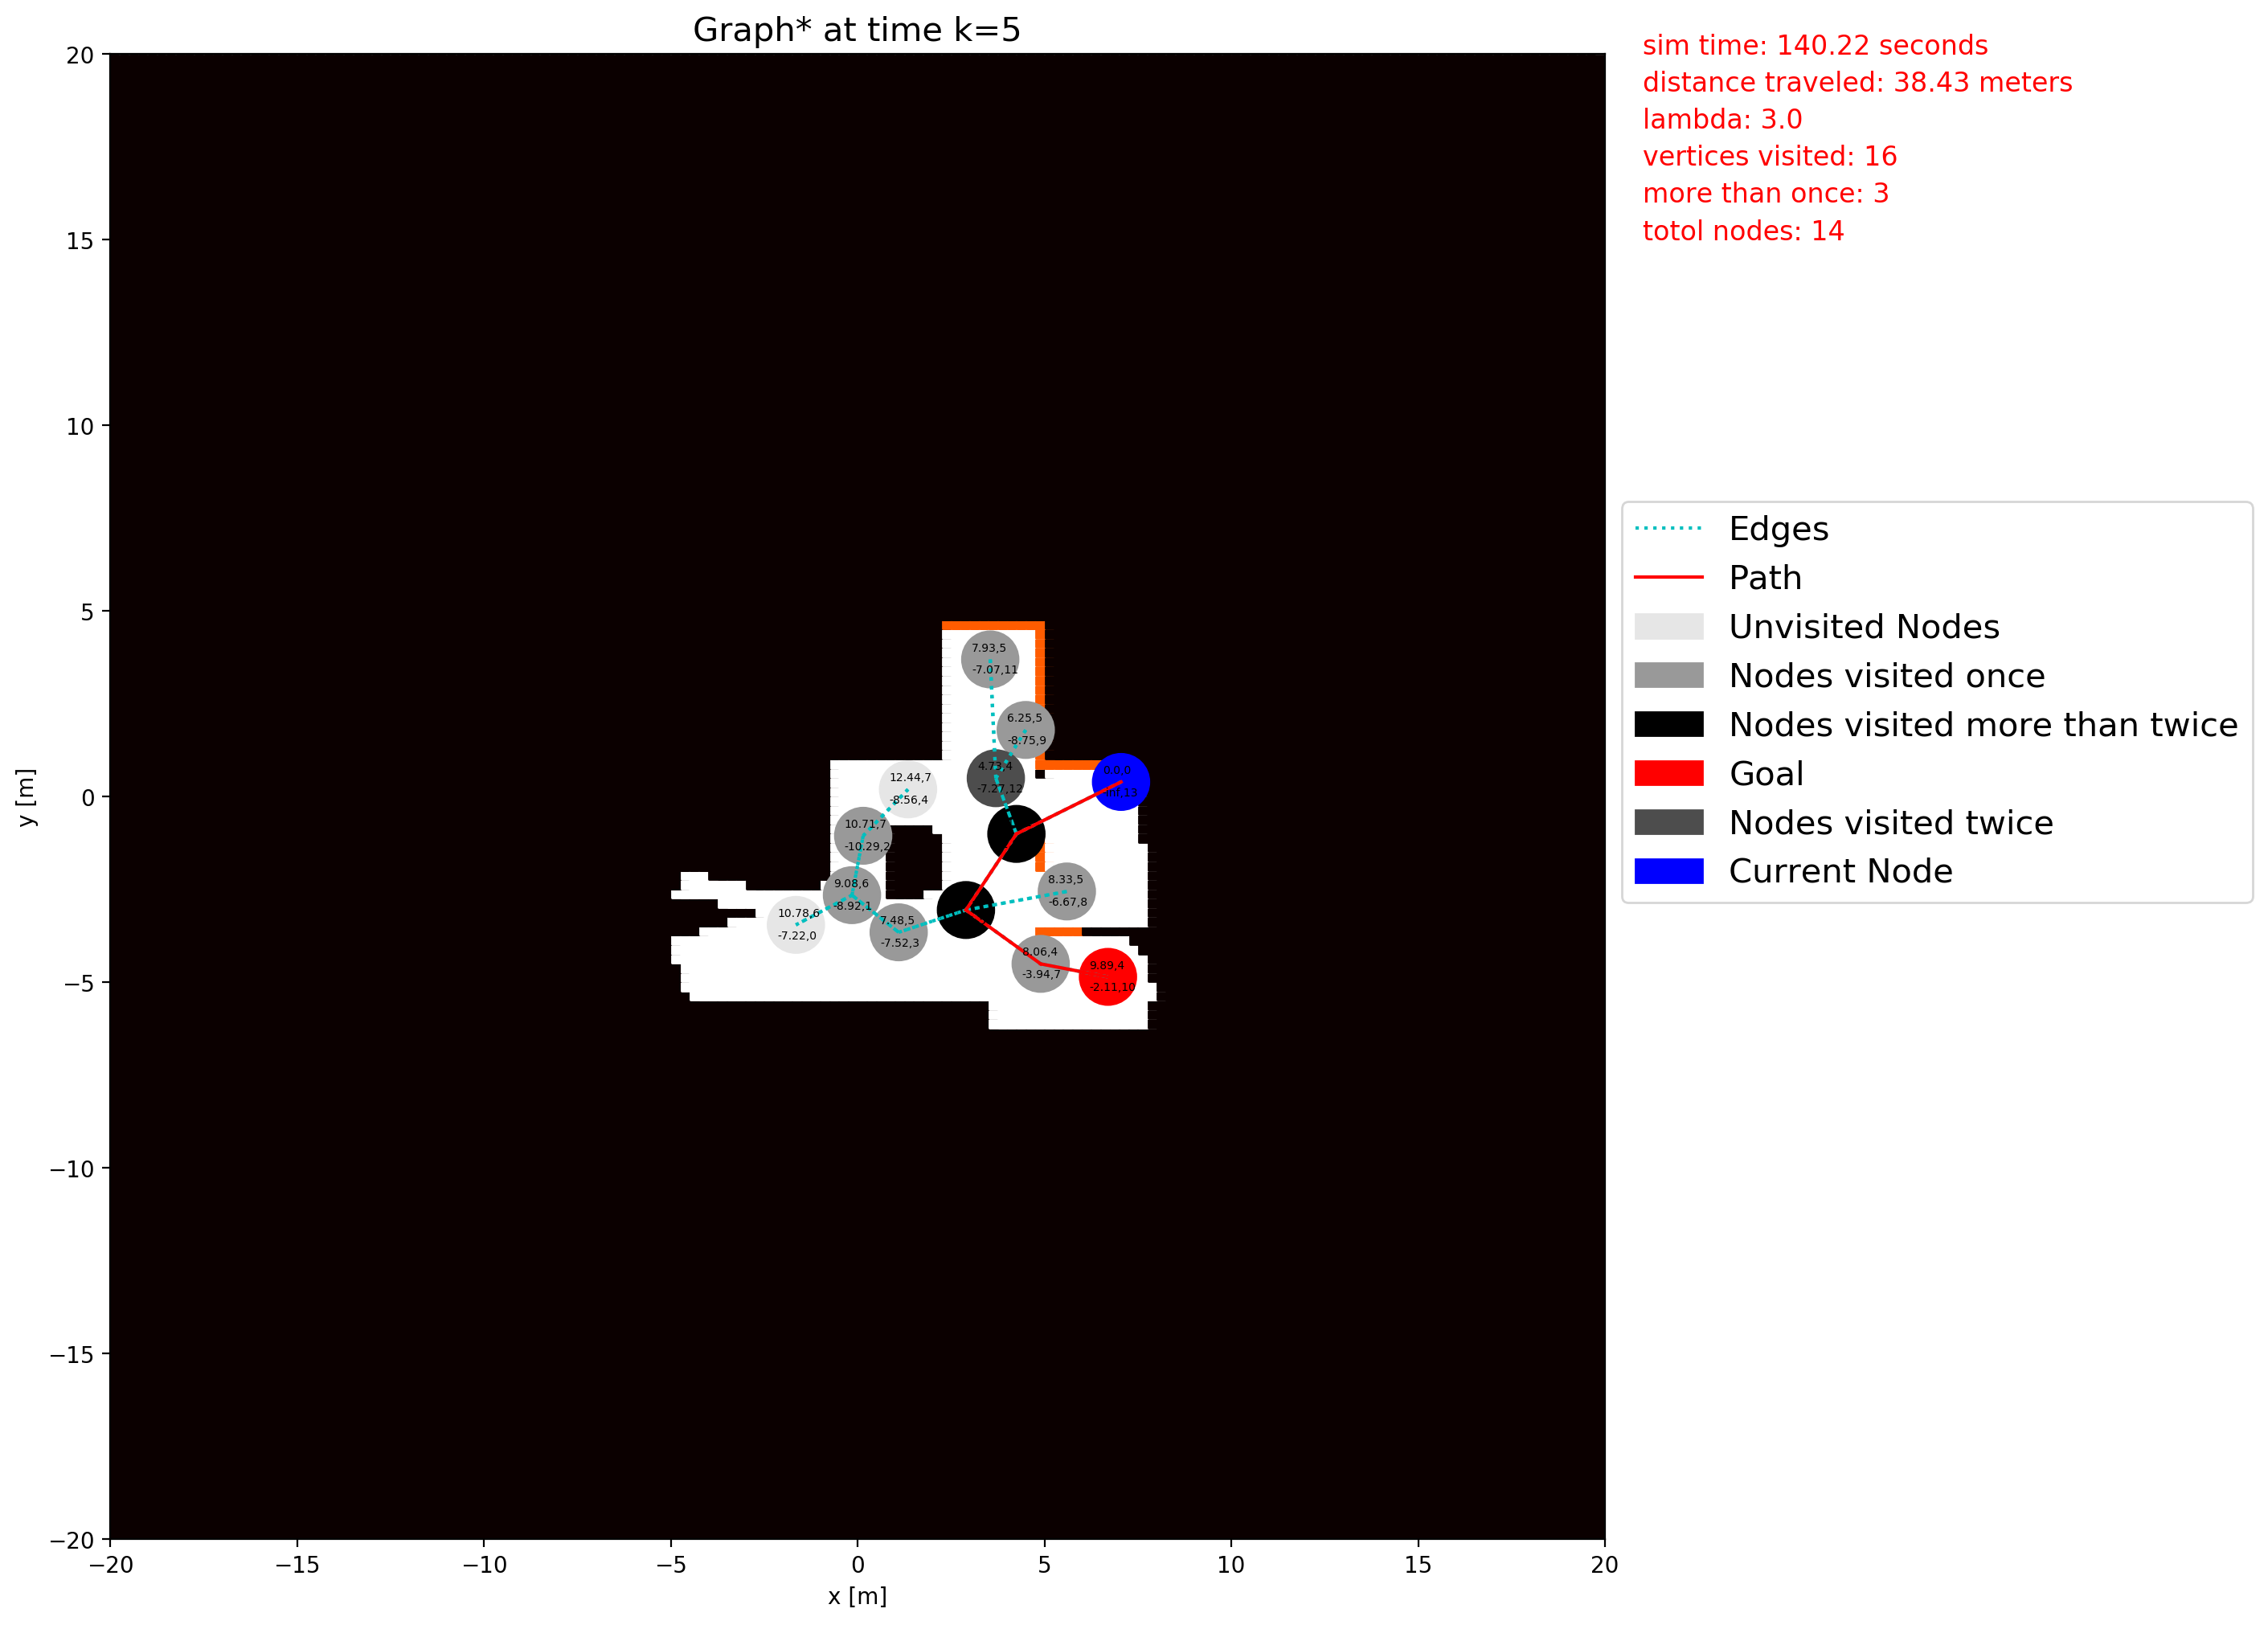 Graph* at time k=5
sim time: 140.22 seconds
distance traveled: 38.43 meters
lambda: 3.0
vertices visited: 16
more than once: 3
totol nodes: 14
20
15
10
5
0
−5
−10
−15
−20
y [m]
−20
−15
−10
−5
0
5
10
15
20
x [m]
7.93,5
-7.07,11
6.25,5
-8.75,9
4.73,4
-7.27,12
0.0,0
13
12.44,7
-8.56,4
10.71,7
-10.29,2
9.08,6
-8.92,1
8.33,5
-6.67,8
10.78,6
-7.22,0
7.48,5
-7.52,3
8.06,4
-3.94,7
9.89,4
-2.11,10
Edges
Path
Unvisited Nodes
Nodes visited once
Nodes visited more than twice
Goal
Nodes visited twice
Current Node